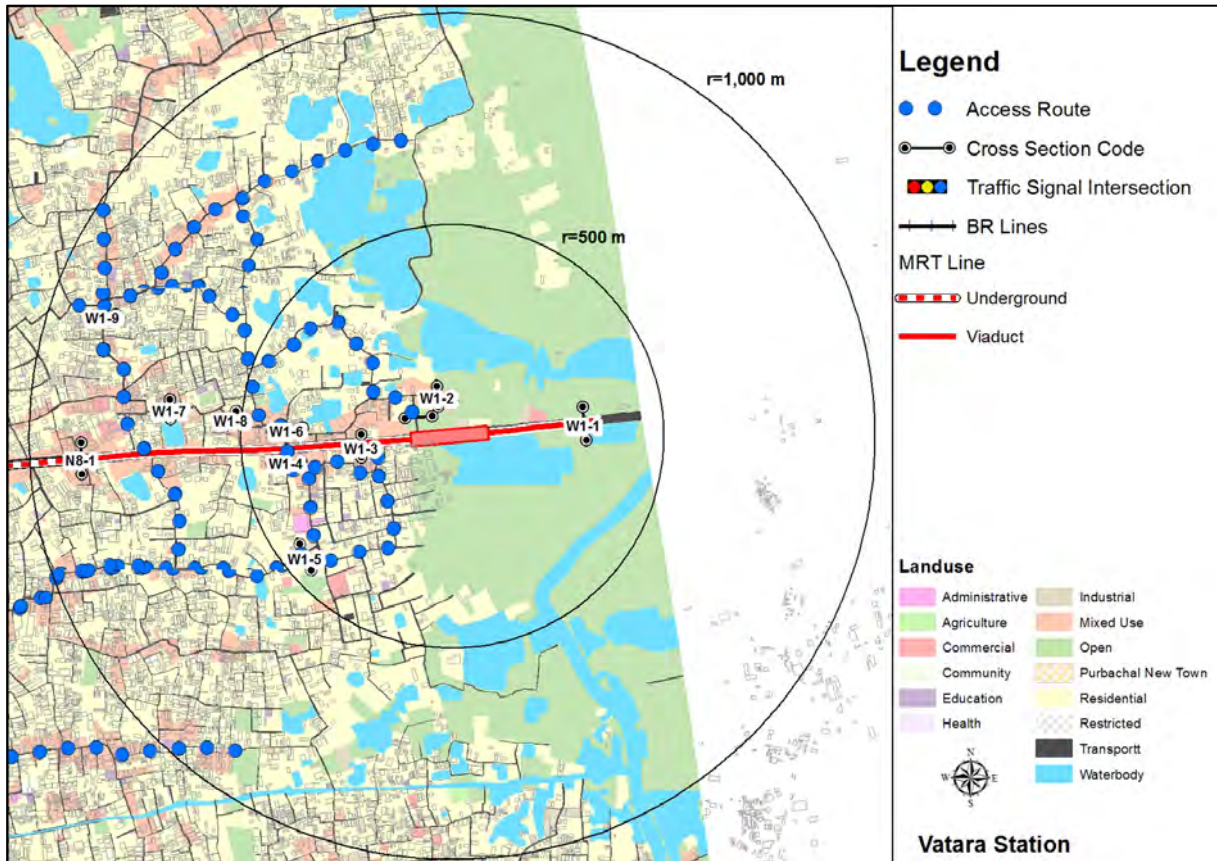 r=1,000 m
r=500 m
W1-9
W1-7
W1-8
W1-2
W1-6
W1-1
W1-3
N8-1
W1-4
W1-5
Legend
Access Route
Cross Section Code
Traffic Signal Intersection
BR Lines
MRT Line
Underground
Viaduct
Landuse
Administrative
Industrial
Agriculture
Mixed Use
Commercial
Open
Community
Purbachal New Town
Education
Residential
Health
Restricted
Transportt
Waterbody
N
W E
S
Vatara Station